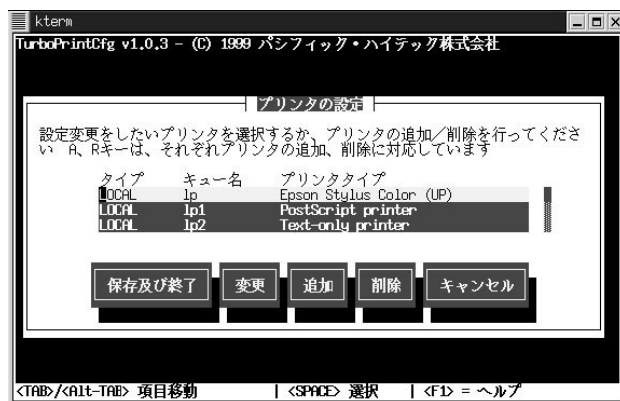 kterm
TurboPrintCfg v1.0.3 - (C) 1999 パシフィック・ハイテック株式会社
プリンタの設定
設定変更をしたいプリンタを選択するか、プリンタの追加／削除を行ってくださ
い　A、Rキーは、それぞれプリンタの追加、削除に対応しています
タイプ キュー名 プリンタタイプ
LOCAL lp Epson Stylus Color (UP)
LOCAL lp1 PostScript printer
LOCAL lp2 Text-only printer
保存及び終了 変更 追加 削除 キャンセル
<TAB>/<Alt-TAB> 項目移動 | <SPACE> 選択 | <F1> = ヘルプ